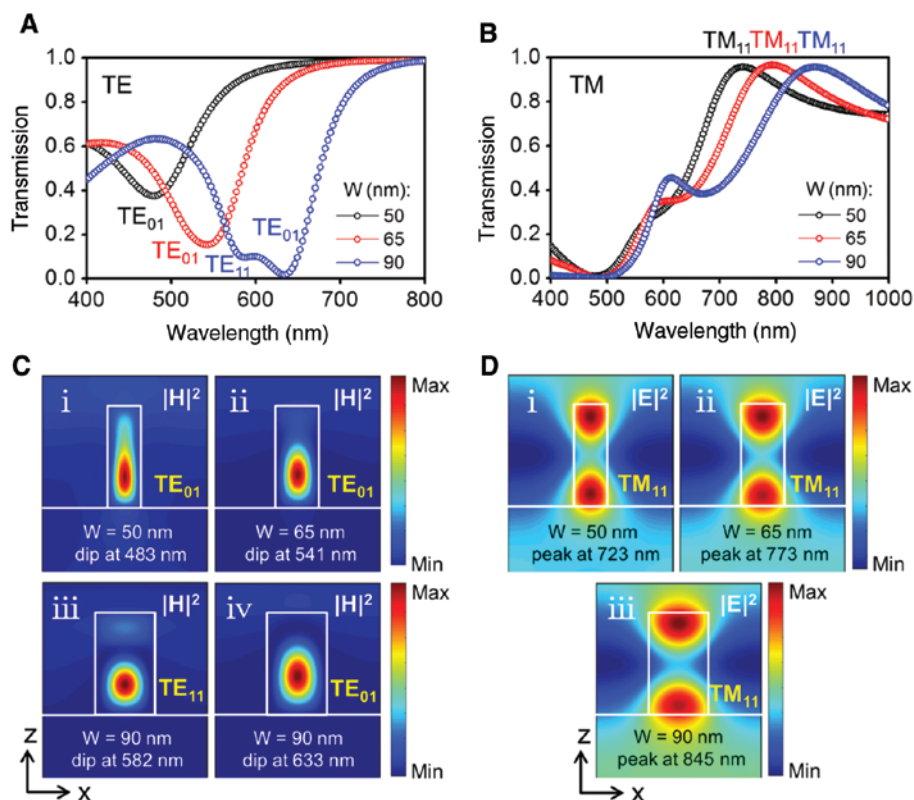 A
TE
Transmission
1.0
0.8
0.6
0.4
0.2
0.0
400 500 600 700 800
Wavelength (nm)
TE01
TE01
TE11
TE01
W (nm):
50
65
90
B
TM11 TM11 TM11
TM
Transmission
1.0
0.8
0.6
0.4
0.2
0.0
400 500 600 700 800 900 1000
Wavelength (nm)
W (nm):
50
65
90
C
i
|H|²
TE01
W = 50 nm
dip at 483 nm
ii
|H|²
TE01
W = 65 nm
dip at 541 nm
Max
Min
iii
|H|²
TE11
W = 90 nm
dip at 582 nm
iv
|H|²
TE01
W = 90 nm
dip at 633 nm
Max
Min
z
x
D
i
|E|²
TM11
W = 50 nm
peak at 723 nm
ii
|E|²
TM11
W = 65 nm
peak at 773 nm
Max
Min
iii
|E|²
TM11
W = 90 nm
peak at 845 nm
Max
Min
z
x